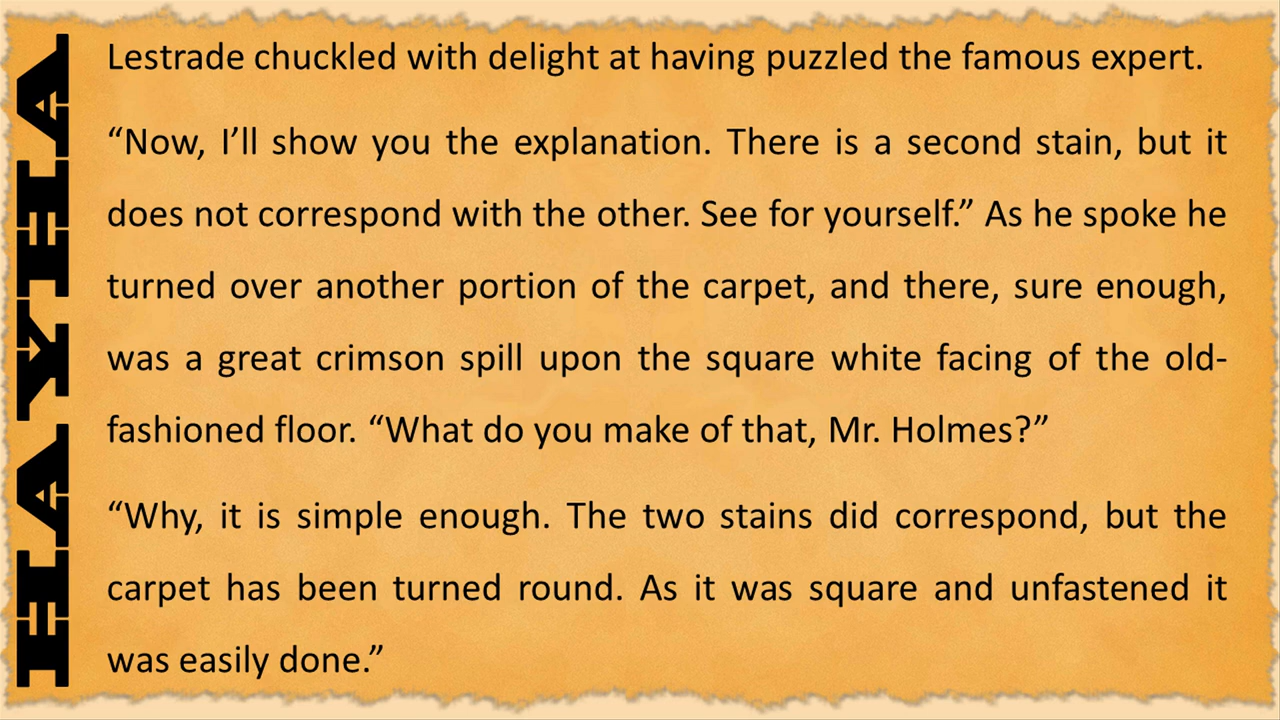 HAYHA
Lestrade chuckled with delight at having puzzled the famous expert.
“Now, I’ll show you the explanation. There is a second stain, but it
does not correspond with the other. See for yourself.” As he spoke he
turned over another portion of the carpet, and there, sure enough,
was a great crimson spill upon the square white facing of the old-
fashioned floor. “What do you make of that, Mr. Holmes?”
“Why, it is simple enough. The two stains did correspond, but the
carpet has been turned round. As it was square and unfastened it
was easily done.”